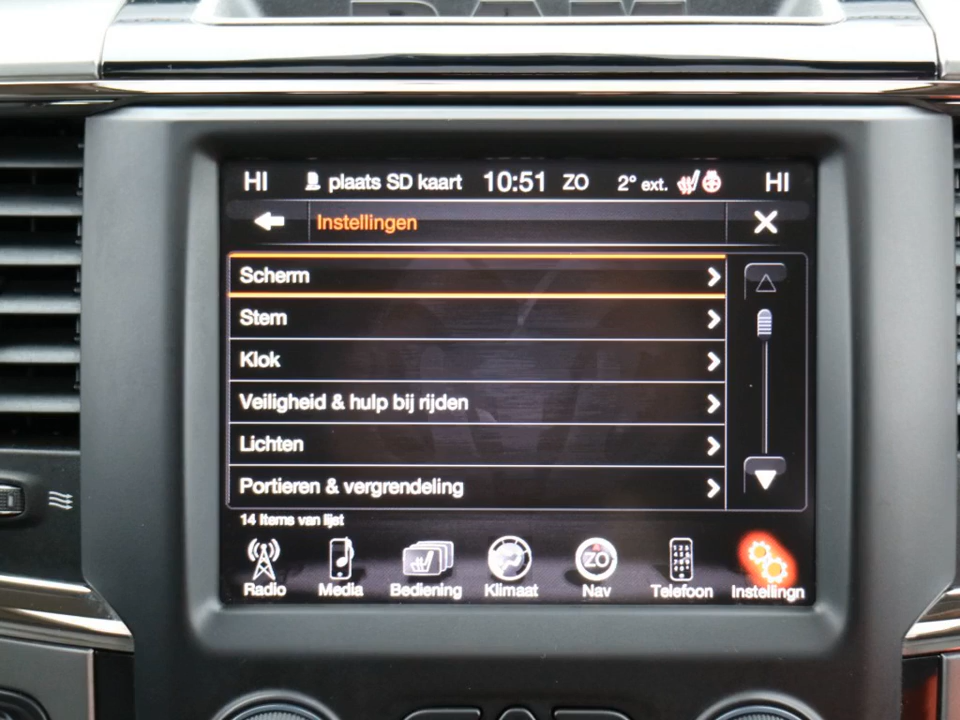 RAM
HI plaats SD kaart 10:51 ZO 2° ext. HI
Instellingen
Scherm
Stem
Klok
Veiligheid & hulp bij rijden
Lichten
Portieren & vergrendeling
14 Items van lijst
Radio Media Bediening Klimaat ZO Nav Telefoon Instellingn